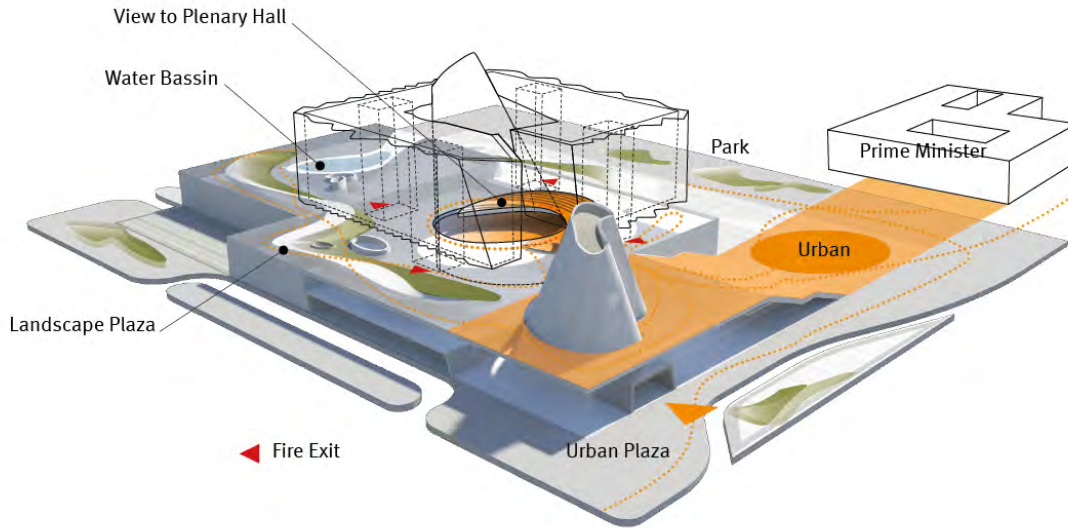 View to Plenary Hall
Water Bassin
Park
Prime Minister
Urban
Landscape Plaza
Urban Plaza
Fire Exit